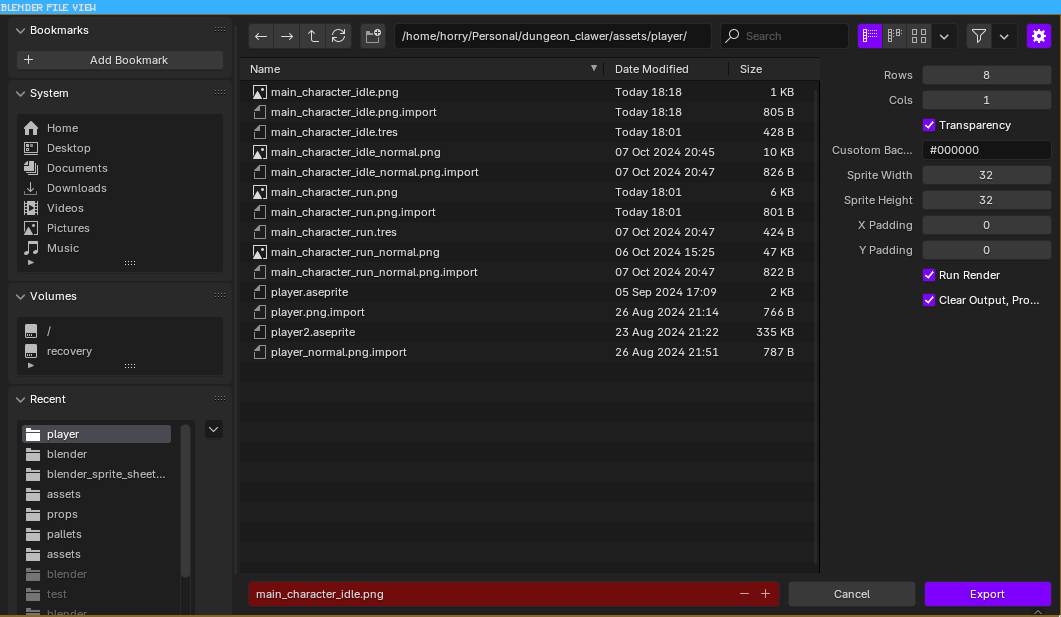 BLENDER FILE VIEW
Bookmarks
Add Bookmark
System
Home
Desktop
Documents
Downloads
Videos
Pictures
Music
Volumes
/
recovery
Recent
player
blender
blender_sprite_sheet...
assets
props
pallets
assets
blender
test
blender
/home/horry/Personal/dungeon_clawer/assets/player/
Search
Name Date Modified Size
main_character_idle.png Today 18:18 1 KB
main_character_idle.png.import Today 18:18 805 B
main_character_idle.tres Today 18:01 428 B
main_character_idle_normal.png 07 Oct 2024 20:45 10 KB
main_character_idle_normal.png.import 07 Oct 2024 20:47 826 B
main_character_run.png Today 18:01 6 KB
main_character_run.png.import Today 18:01 801 B
main_character_run.tres 07 Oct 2024 20:47 424 B
main_character_run_normal.png 06 Oct 2024 15:25 47 KB
main_character_run_normal.png.import 07 Oct 2024 20:47 822 B
player.aseprite 05 Sep 2024 17:09 2 KB
player.png.import 26 Aug 2024 21:14 766 B
player2.aseprite 23 Aug 2024 21:22 335 KB
player_normal.png.import 26 Aug 2024 21:51 787 B
main_character_idle.png
Cancel
Export
Rows 8
Cols 1
Transparency
Cusotom Bac... #000000
Sprite Width 32
Sprite Height 32
X Padding 0
Y Padding 0
Run Render
Clear Output, Pro...